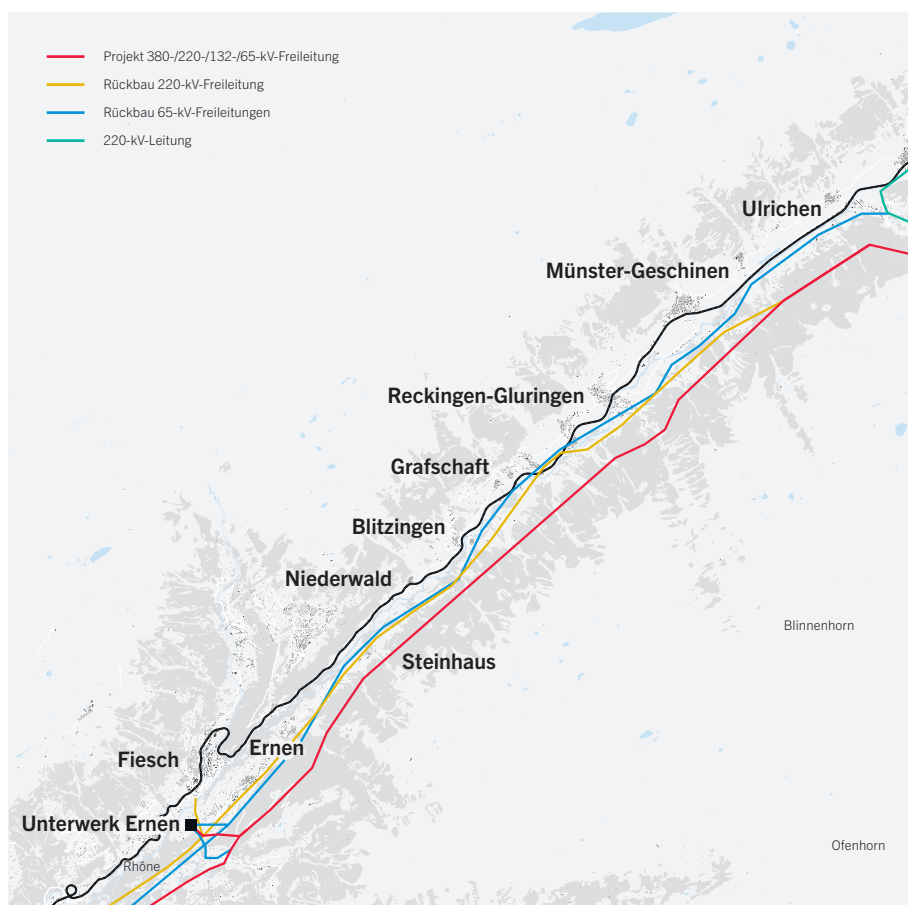 Projekt 380-/220-/132-/65-kV-Freileitung
Rückbau 220-kV-Freileitung
Rückbau 65-kV-Freileitungen
220-kV-Leitung
Ulrichen
Münster-Geschinen
Reckingen-Gluringen
Grafschaft
Blitzingen
Niederwald
Blinnenhorn
Steinhaus
Ernen
Fiesch
Unterwerk Ernen
Ofenhorn
Rhône